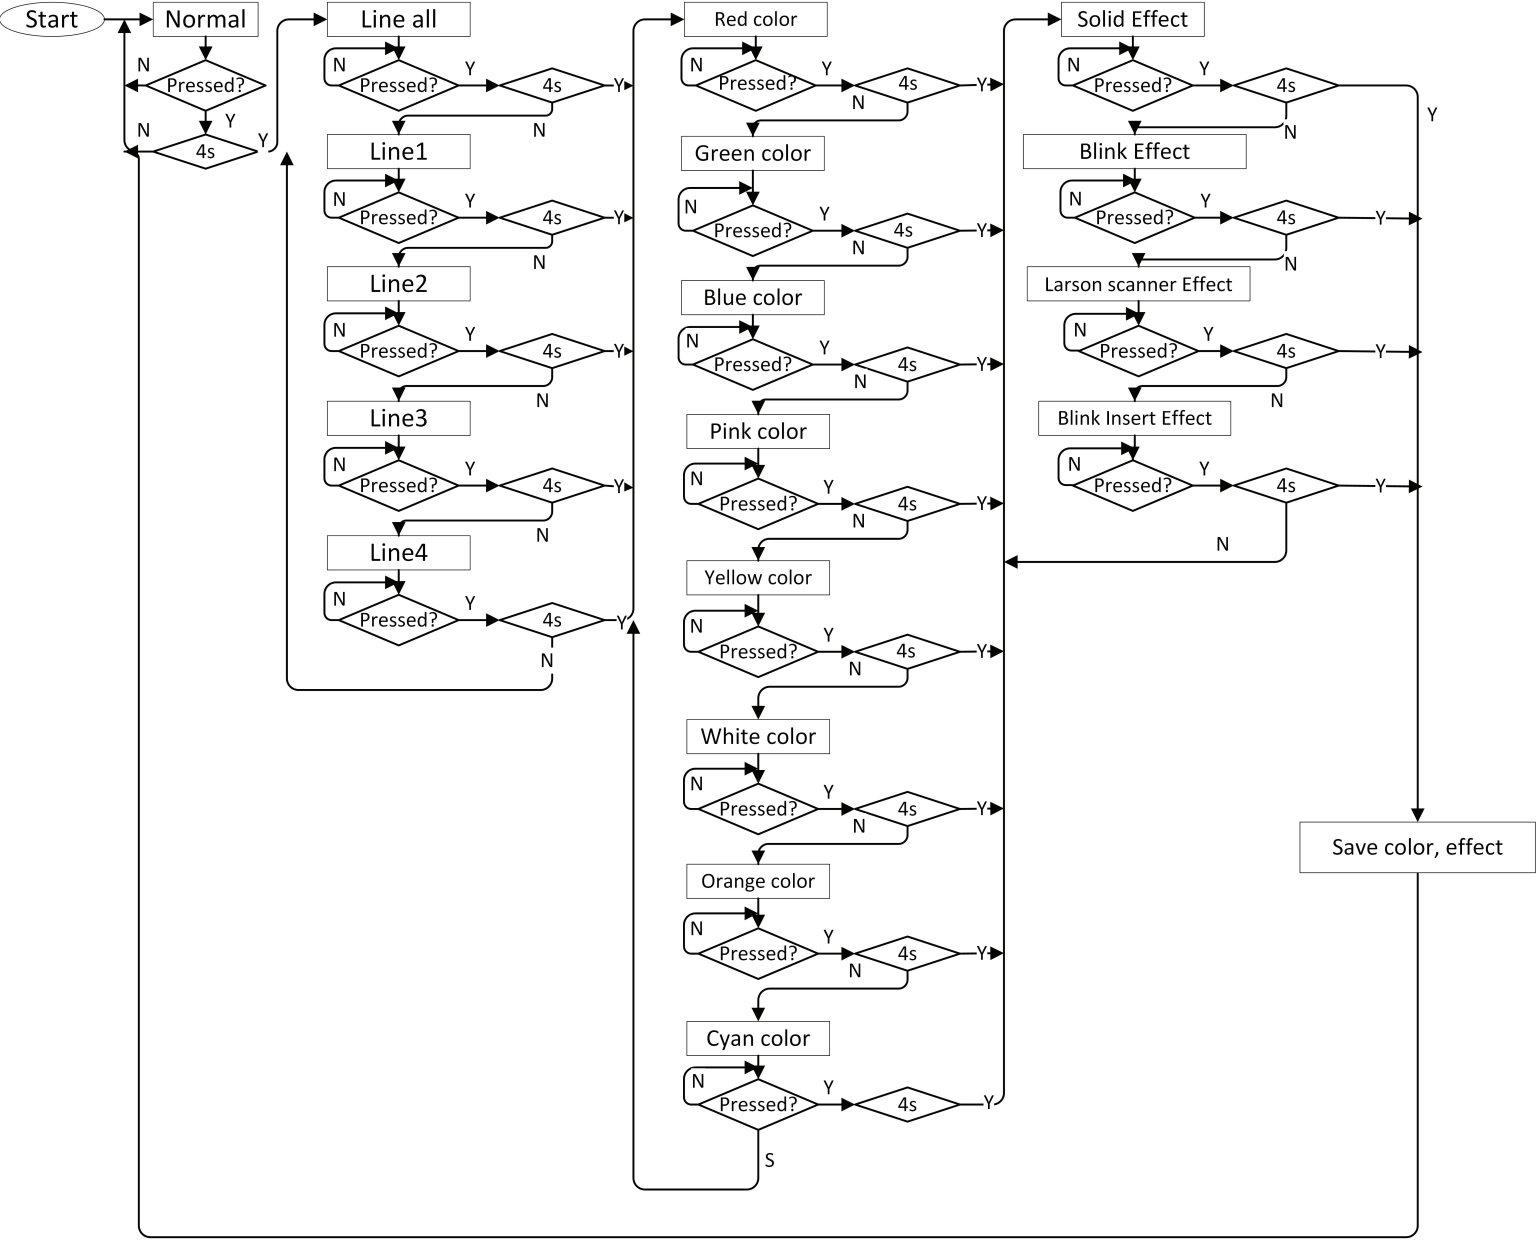 Start
Normal
N
Pressed?
Y
N
4s
Y
Line all
N
Pressed?
Y
4s
Y
N
Line1
N
Pressed?
Y
4s
Y
N
Line2
N
Pressed?
Y
4s
Y
N
Line3
N
Pressed?
Y
4s
Y
N
Line4
N
Pressed?
Y
4s
Y
N
Red color
N
Pressed?
Y
N
4s
Y
Green color
N
Pressed?
Y
N
4s
Y
Blue color
N
Pressed?
Y
N
4s
Y
Pink color
N
Pressed?
Y
N
4s
Y
Yellow color
N
Pressed?
Y
N
4s
Y
White color
N
Pressed?
Y
N
4s
Y
Orange color
N
Pressed?
Y
N
4s
Y
Cyan color
N
Pressed?
Y
4s
Y
S
Solid Effect
N
Pressed?
Y
4s
Y
N
Blink Effect
N
Pressed?
Y
4s
Y
N
Larson scanner Effect
N
Pressed?
Y
4s
Y
N
Blink Insert Effect
N
Pressed?
Y
4s
Y
N
Save color, effect